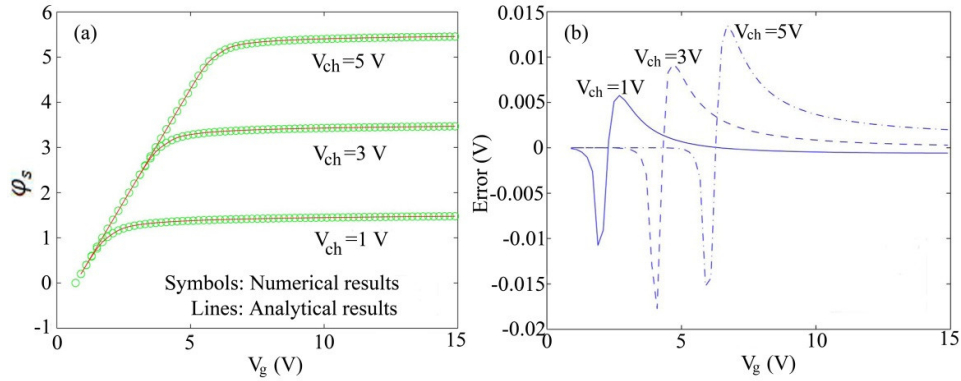 (a)
6
5
4
3
2
1
0
-1
φs
Vch=5 V
Vch=3 V
Vch=1 V
Symbols: Numerical results
Lines: Analytical results
0
5
10
15
Vg (V)
(b)
0.015
0.01
0.005
0
-0.005
-0.01
-0.015
-0.02
Error (V)
Vch=5V
Vch=3V
Vch=1V
0
5
10
15
Vg (V)